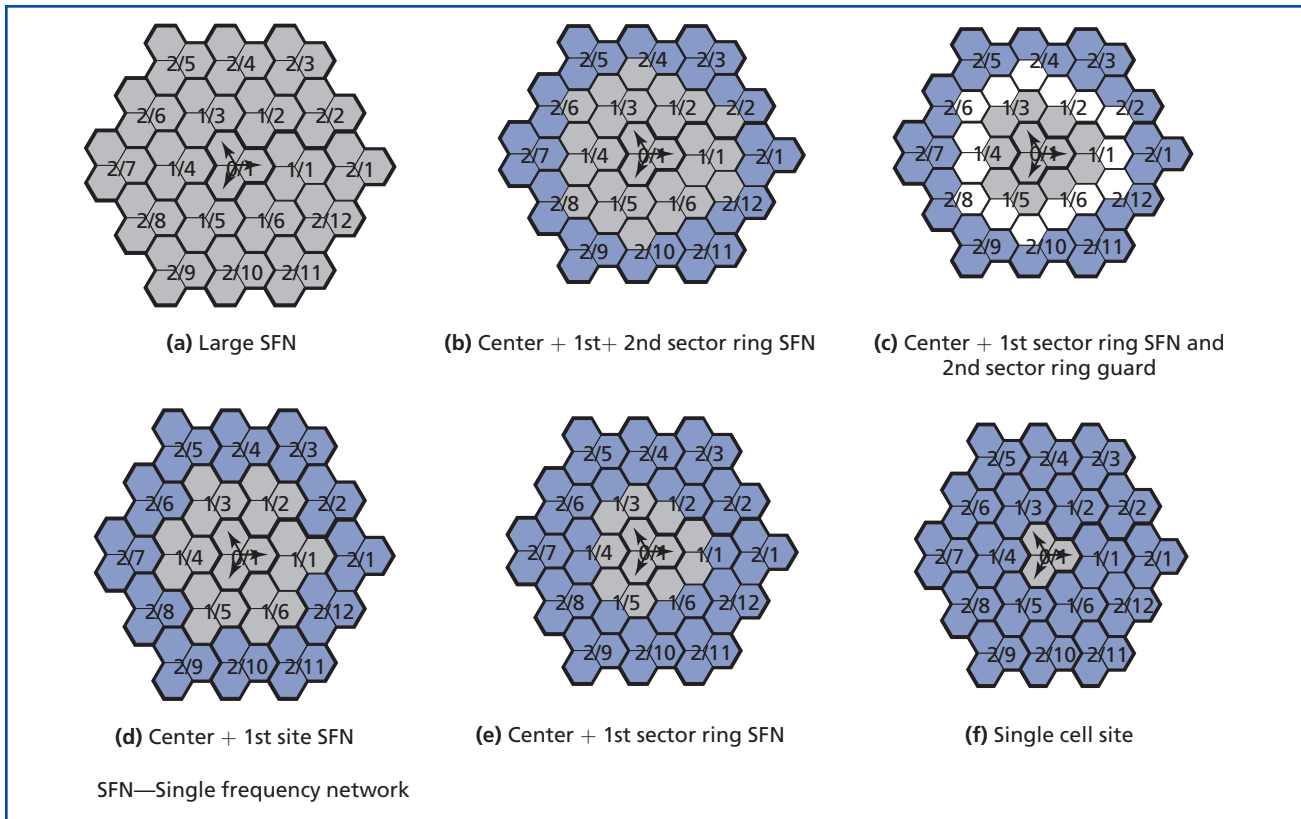 2/5 2/4 2/3
2/6 1/3 1/2 2/2
2/7 1/4 0/1 1/1 2/1
2/8 1/5 1/6 2/12
2/9 2/10 2/11
(a) Large SFN
2/5 2/4 2/3
2/6 1/3 1/2 2/2
2/7 1/4 0/1 1/1 2/1
2/8 1/5 1/6 2/12
2/9 2/10 2/11
(b) Center + 1st+ 2nd sector ring SFN
2/5 2/4 2/3
2/6 1/3 1/2 2/2
2/7 1/4 0/1 1/1 2/1
2/8 1/5 1/6 2/12
2/9 2/10 2/11
(c) Center + 1st sector ring SFN and
2nd sector ring guard
2/5 2/4 2/3
2/6 1/3 1/2 2/2
2/7 1/4 0/1 1/1 2/1
2/8 1/5 1/6 2/12
2/9 2/10 2/11
(d) Center + 1st site SFN
2/5 2/4 2/3
2/6 1/3 1/2 2/2
2/7 1/4 0/1 1/1 2/1
2/8 1/5 1/6 2/12
2/9 2/10 2/11
(e) Center + 1st sector ring SFN
2/5 2/4 2/3
2/6 1/3 1/2 2/2
2/7 1/4 0/1 1/1 2/1
2/8 1/5 1/6 2/12
2/9 2/10 2/11
(f) Single cell site
SFN—Single frequency network